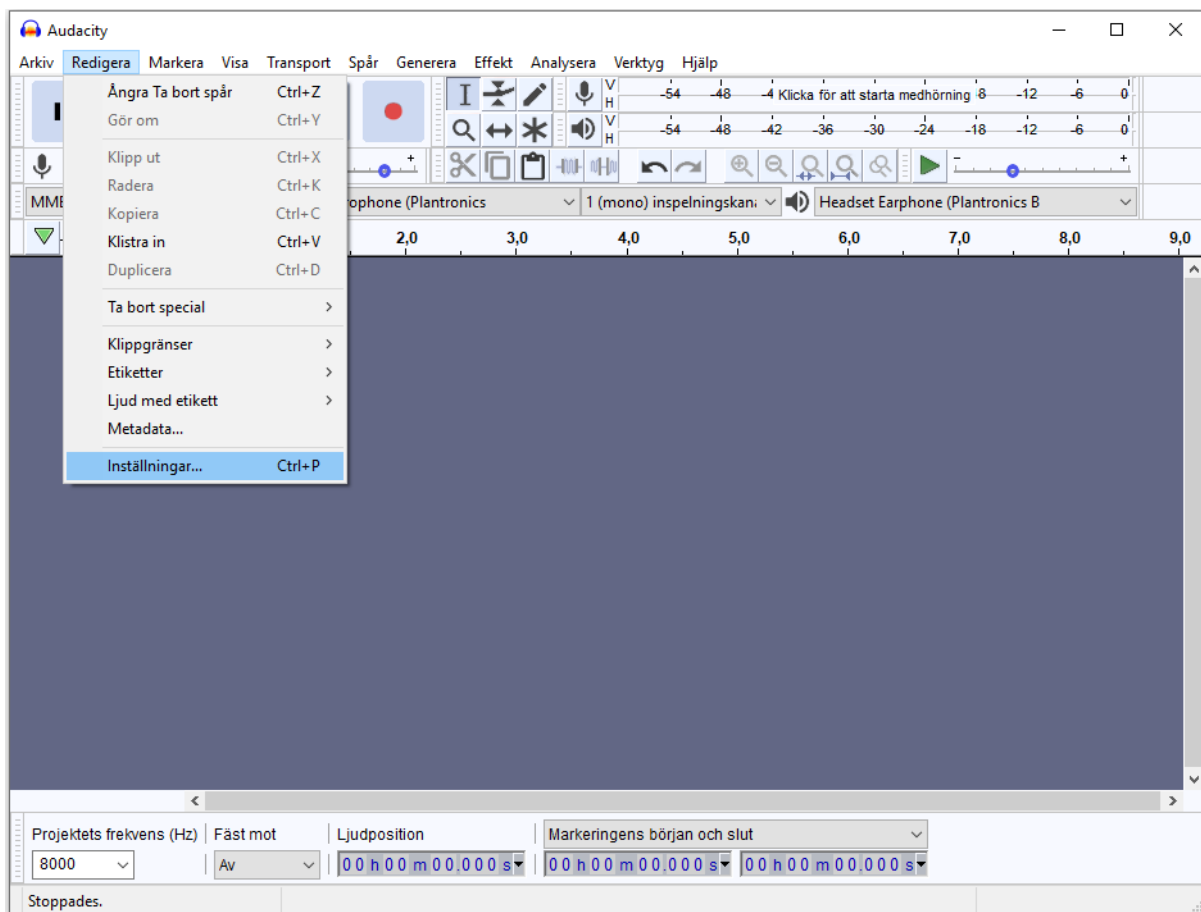 Audacity
Arkiv Redigera Markera Visa Transport Spår Generera Effekt Analysera Verktyg Hjälp
Ångra Ta bort spår Ctrl+Z
Gör om Ctrl+Y
Klipp ut Ctrl+X
Radera Ctrl+K
Kopiera Ctrl+C
Klistra in Ctrl+V
Duplicera Ctrl+D
Ta bort special
Klippgränser
Etiketter
Ljud med etikett
Metadata...
Inställningar... Ctrl+P
V H -54 -48 -4 Klicka för att starta medhörning 8 -12 -6 0
V H -54 -48 -42 -36 -30 -24 -18 -12 -6 0
- +
MME rophone (Plantronics 1 (mono) inspelningskan Headset Earphone (Plantronics B
2,0 3,0 4,0 5,0 6,0 7,0 8,0 9,0
Projektets frekvens (Hz) Fäst mot Ljudposition Markeringens början och slut
8000 Av 00 h 00 m 00.000 s 00 h 00 m 00.000 s 00 h 00 m 00.000 s
Stoppades.